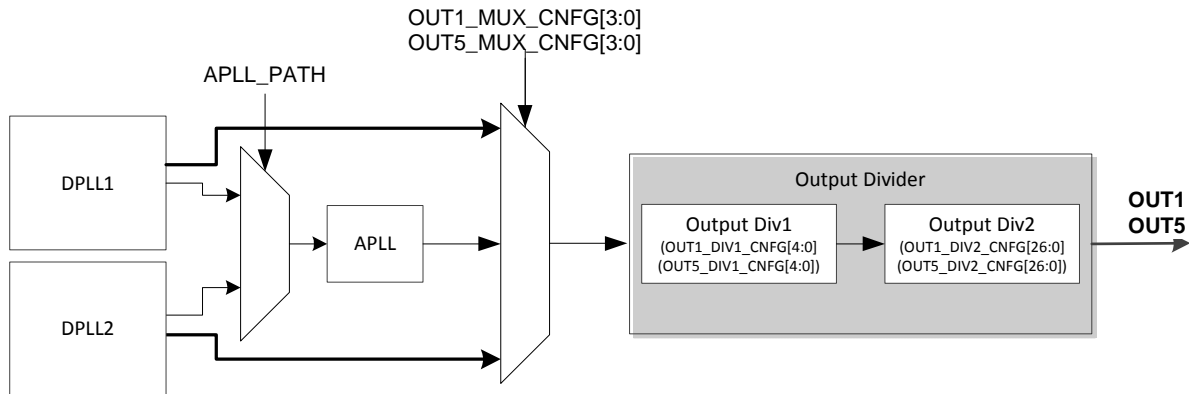 OUT1_MUX_CNFG[3:0]
OUT5_MUX_CNFG[3:0]
APLL_PATH
DPLL1
APLL
DPLL2
Output Divider
Output Div1
(OUT1_DIV1_CNFG[4:0]
(OUT5_DIV1_CNFG[4:0])
Output Div2
(OUT1_DIV2_CNFG[26:0]
(OUT5_DIV2_CNFG[26:0])
OUT1
OUT5